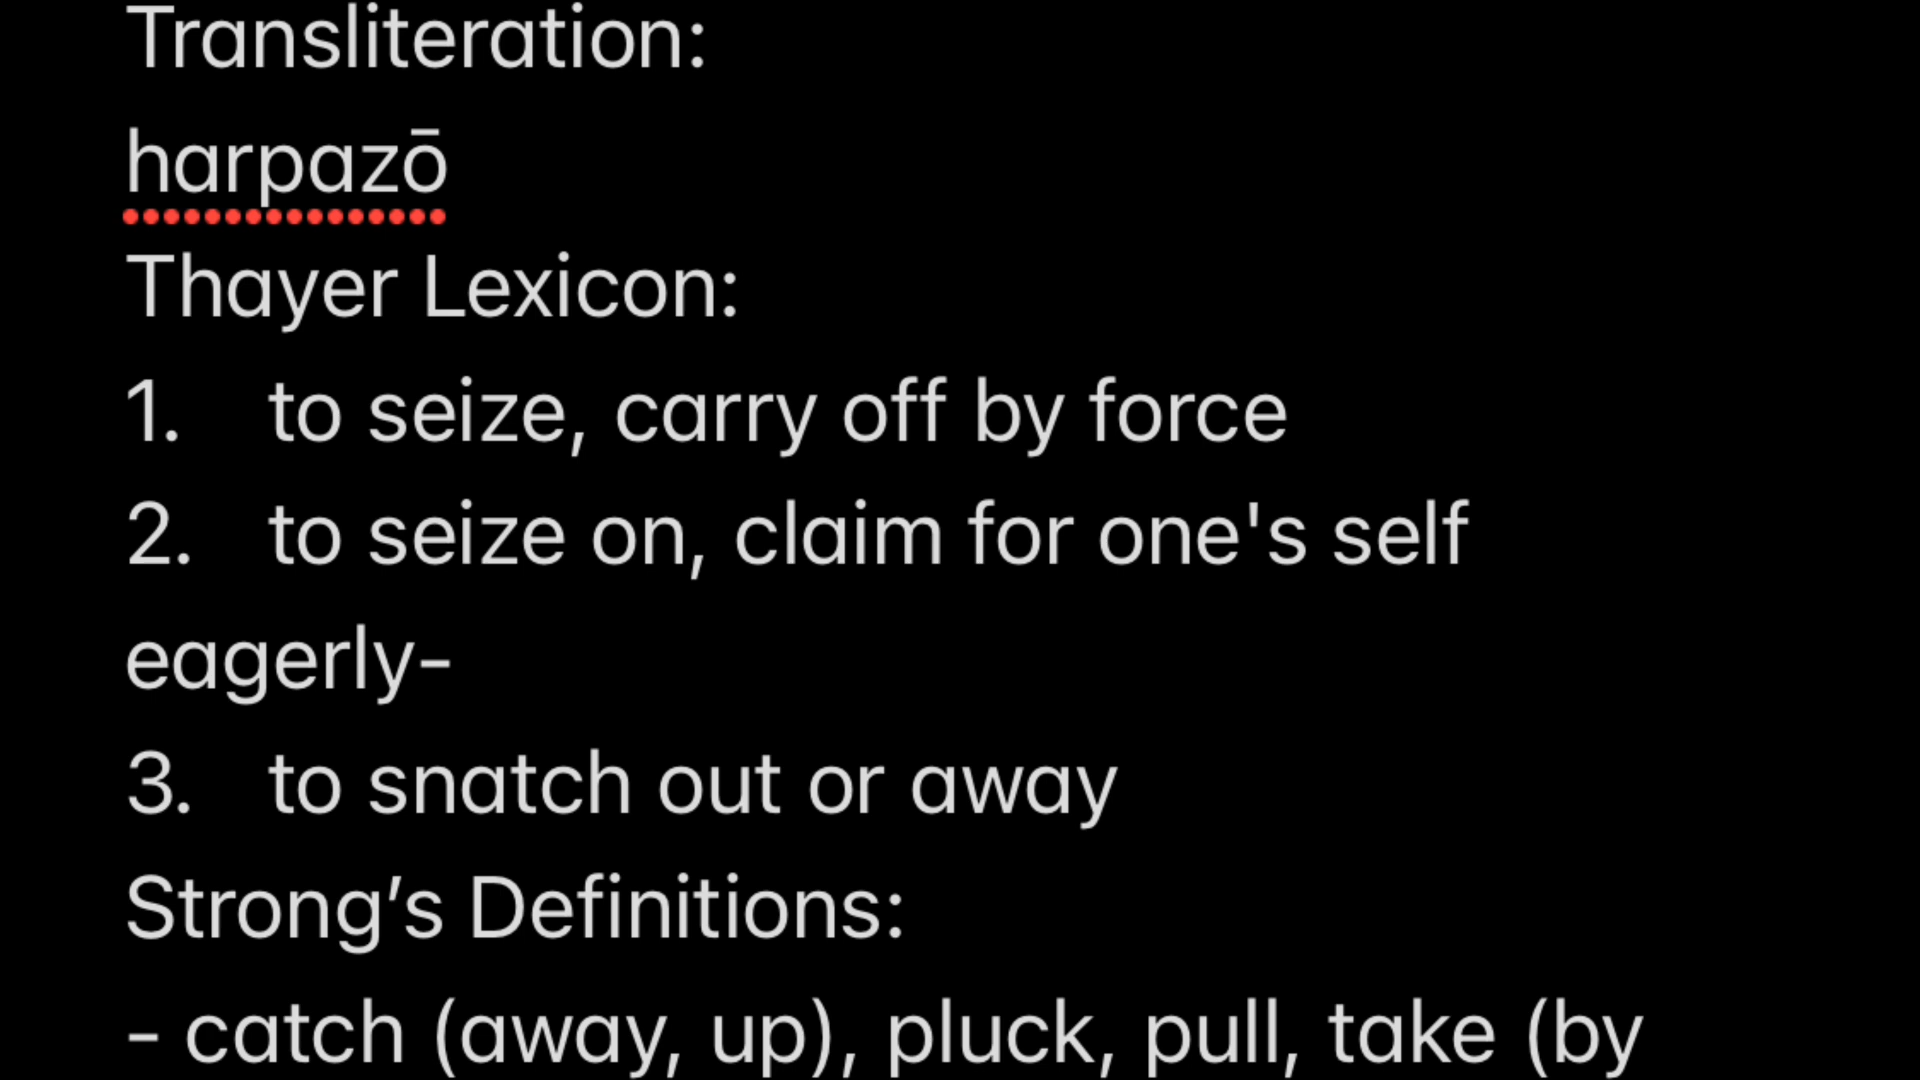 Transliteration:
harpazō
Thayer Lexicon:
1. to seize, carry off by force
2. to seize on, claim for one's self
eagerly-
3. to snatch out or away
Strong’s Definitions:
- catch (away, up), pluck, pull, take (by